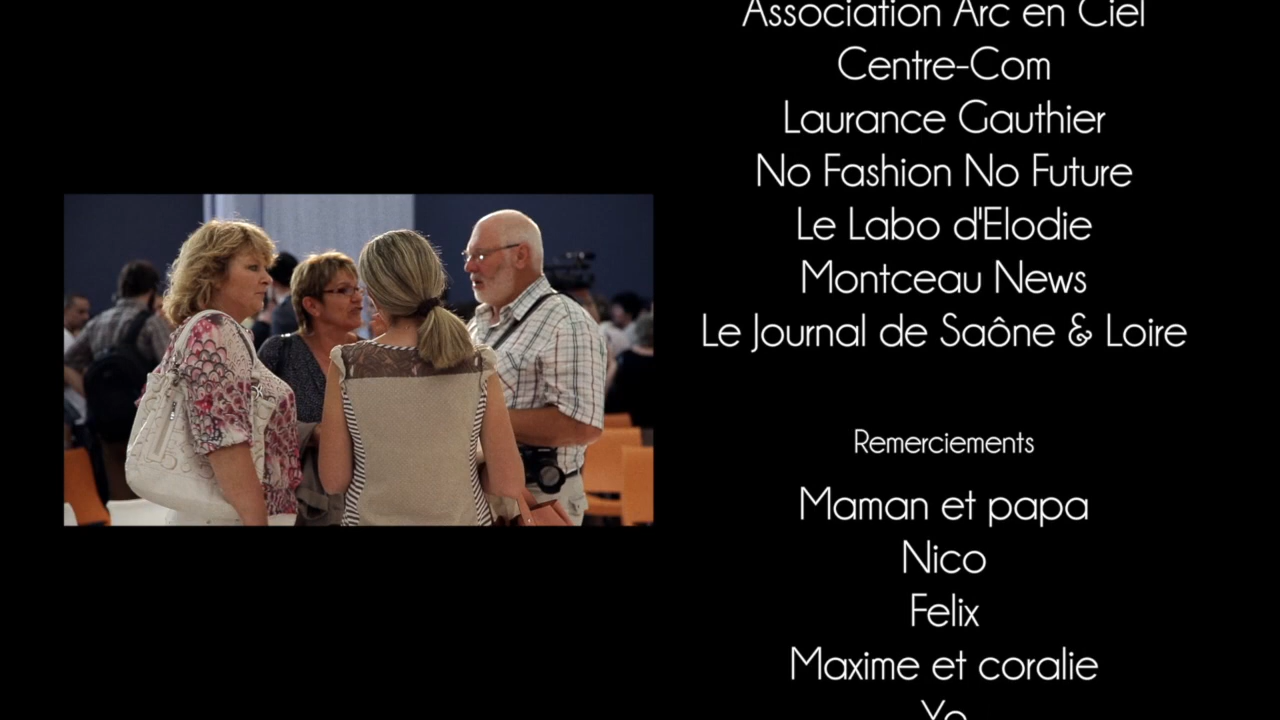 Association Arc en Ciel
Centre-Com
Laurance Gauthier
No Fashion No Future
Le Labo d'Elodie
Montceau News
Le Journal de Saône & Loire
Remerciements
Maman et papa
Nico
Felix
Maxime et coralie
Yo